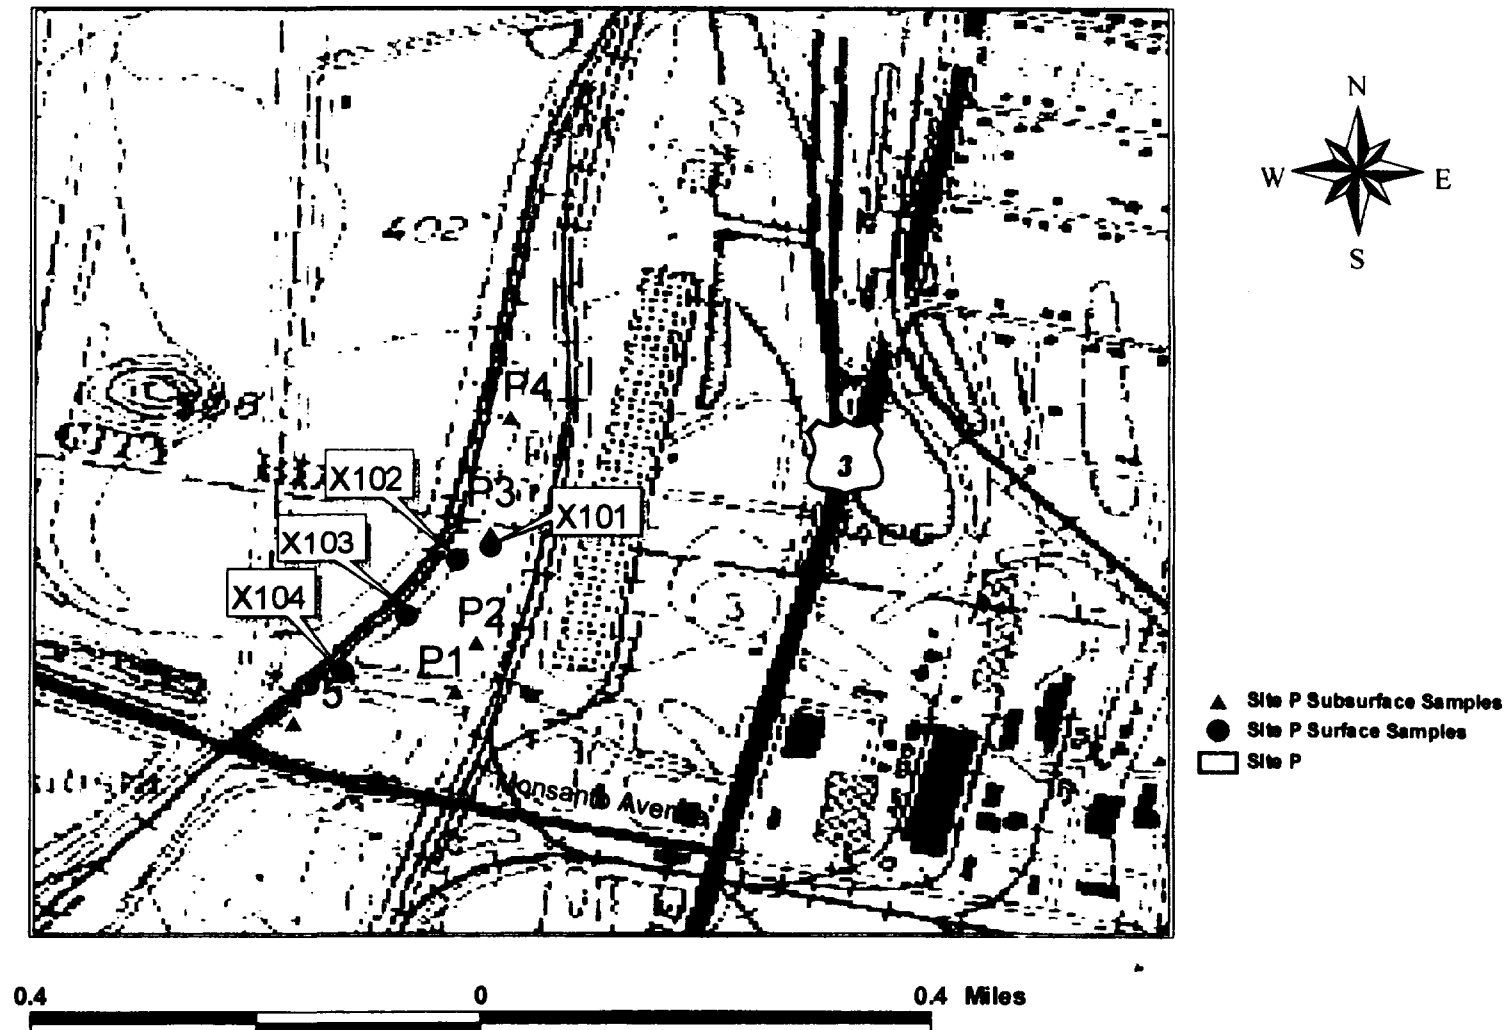 N
W E
S
402
P4
X102
P3
X101
3
X103
X104
P2
P1
5
Monsanto Avenue
Site P Subsurface Samples
Site P Surface Samples
Site P
0.4 0 0.4 Miles